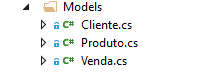 Models
C# Cliente.cs
C# Produto.cs
C# Venda.cs